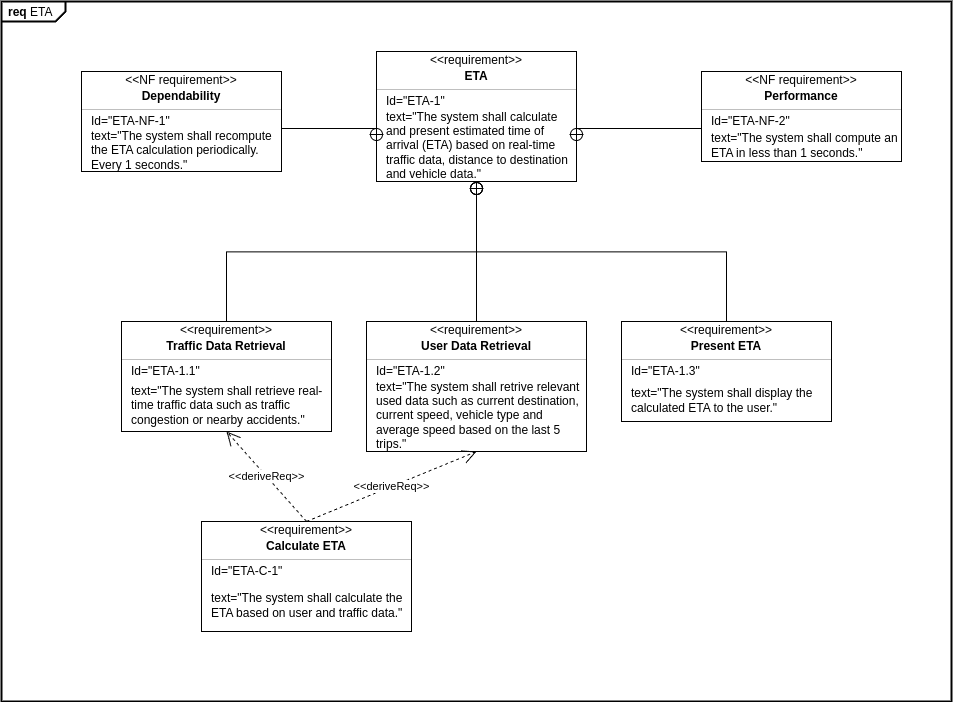 req ETA
<<NF requirement>>
Dependability
Id="ETA-NF-1"
text="The system shall recompute
the ETA calculation periodically.
Every 1 seconds."
<<requirement>>
ETA
Id="ETA-1"
text="The system shall calculate
and present estimated time of
arrival (ETA) based on real-time
traffic data, distance to destination
and vehicle data."
<<NF requirement>>
Performance
Id="ETA-NF-2"
text="The system shall compute an
ETA in less than 1 seconds."
<<requirement>>
Traffic Data Retrieval
Id="ETA-1.1"
text="The system shall retrieve real-
time traffic data such as traffic
congestion or nearby accidents."
<<requirement>>
User Data Retrieval
Id="ETA-1.2"
text="The system shall retrive relevant
used data such as current destination,
current speed, vehicle type and
average speed based on the last 5
trips."
<<requirement>>
Present ETA
Id="ETA-1.3"
text="The system shall display the
calculated ETA to the user."
<<deriveReq>>
<<deriveReq>>
<<requirement>>
Calculate ETA
Id="ETA-C-1"
text="The system shall calculate the
ETA based on user and traffic data."